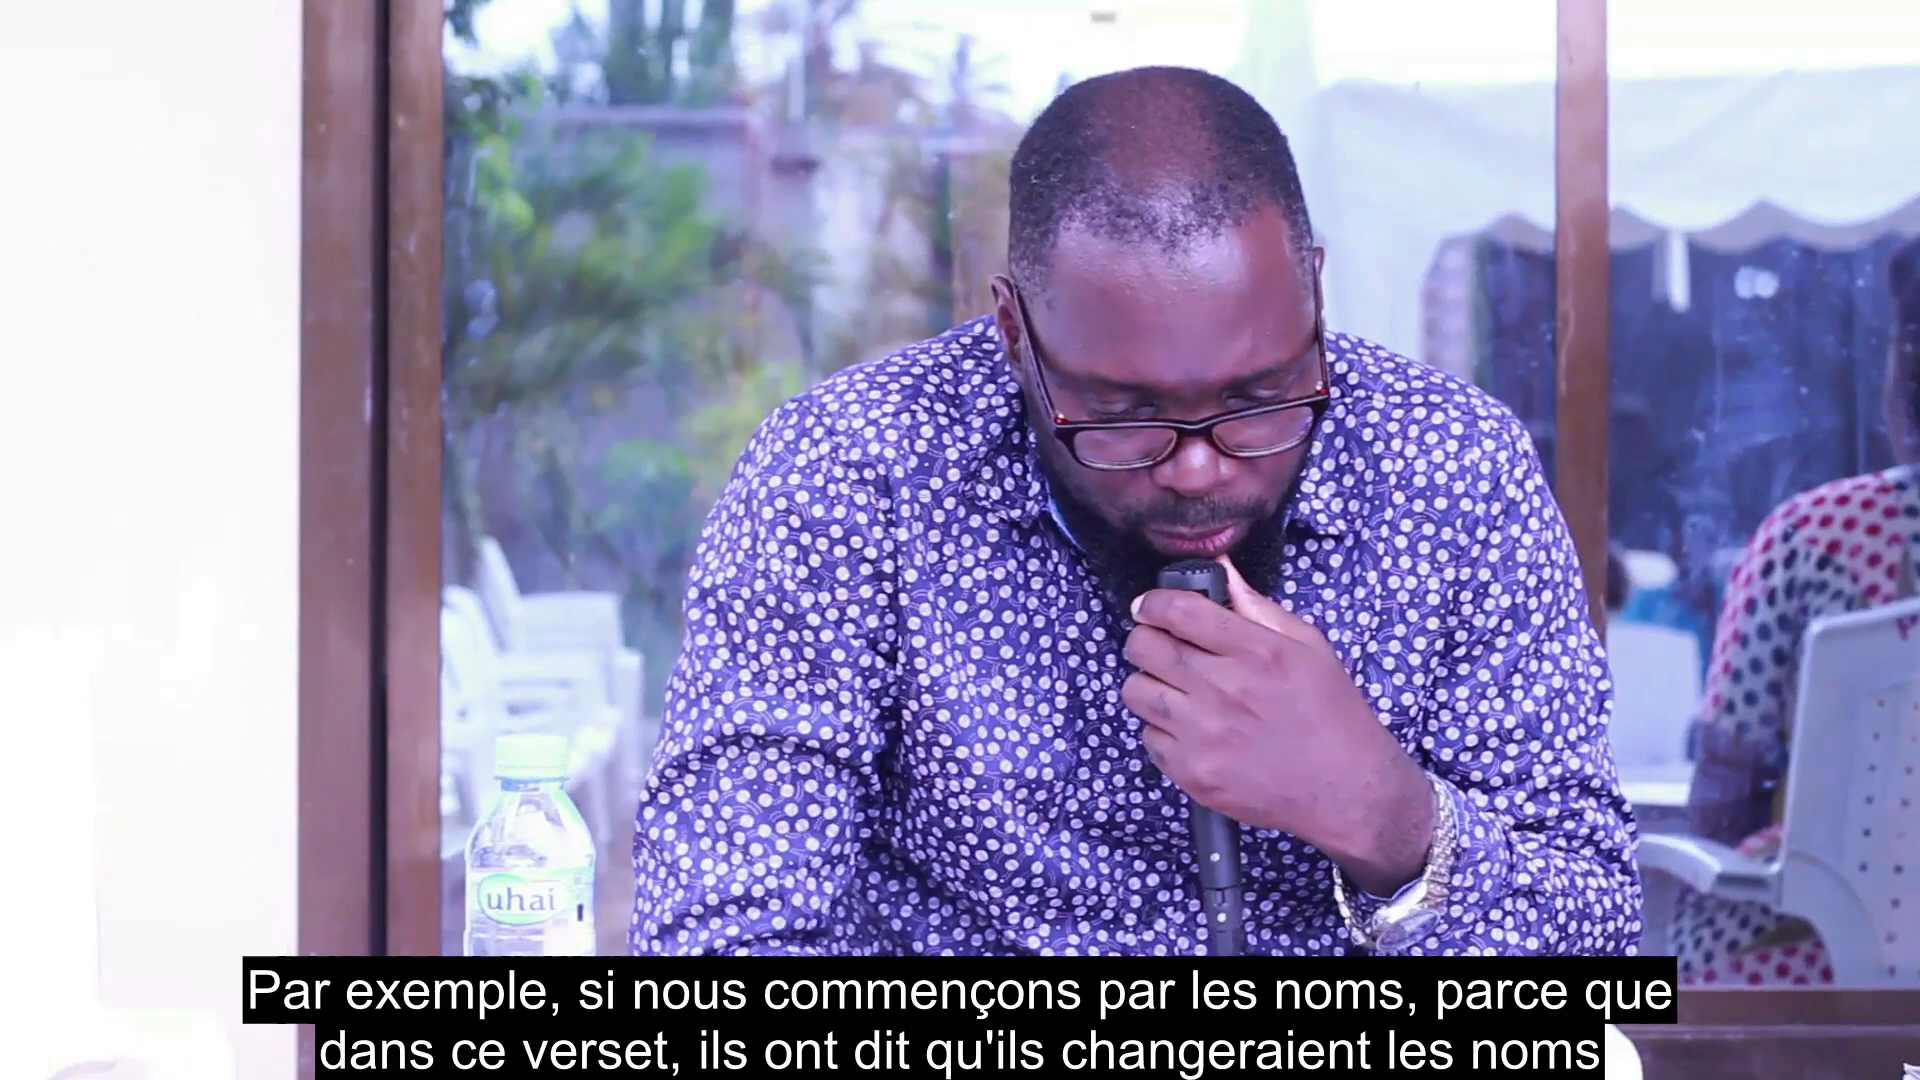 uhai
Par exemple, si nous commençons par les noms, parce que
dans ce verset, ils ont dit qu'ils changeraient les noms